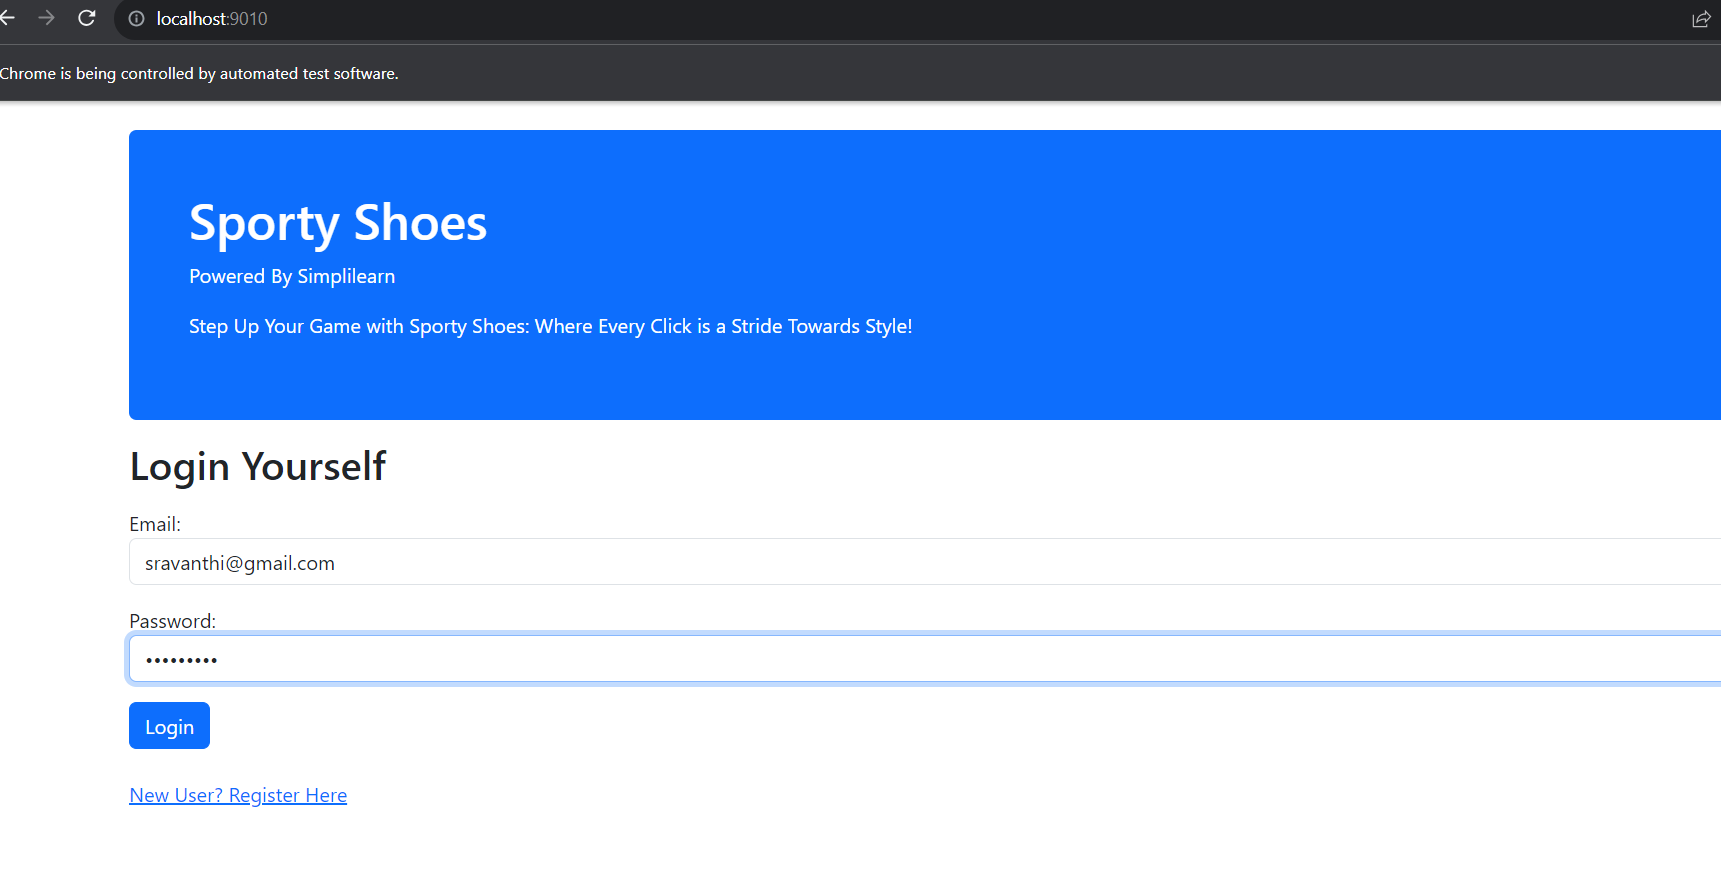 localhost:9010
Chrome is being controlled by automated test software.
Sporty Shoes
Powered By Simplilearn
Step Up Your Game with Sporty Shoes: Where Every Click is a Stride Towards Style!
Login Yourself
Email:
sravanthi@gmail.com
Password:
•••••••••
Login
New User? Register Here